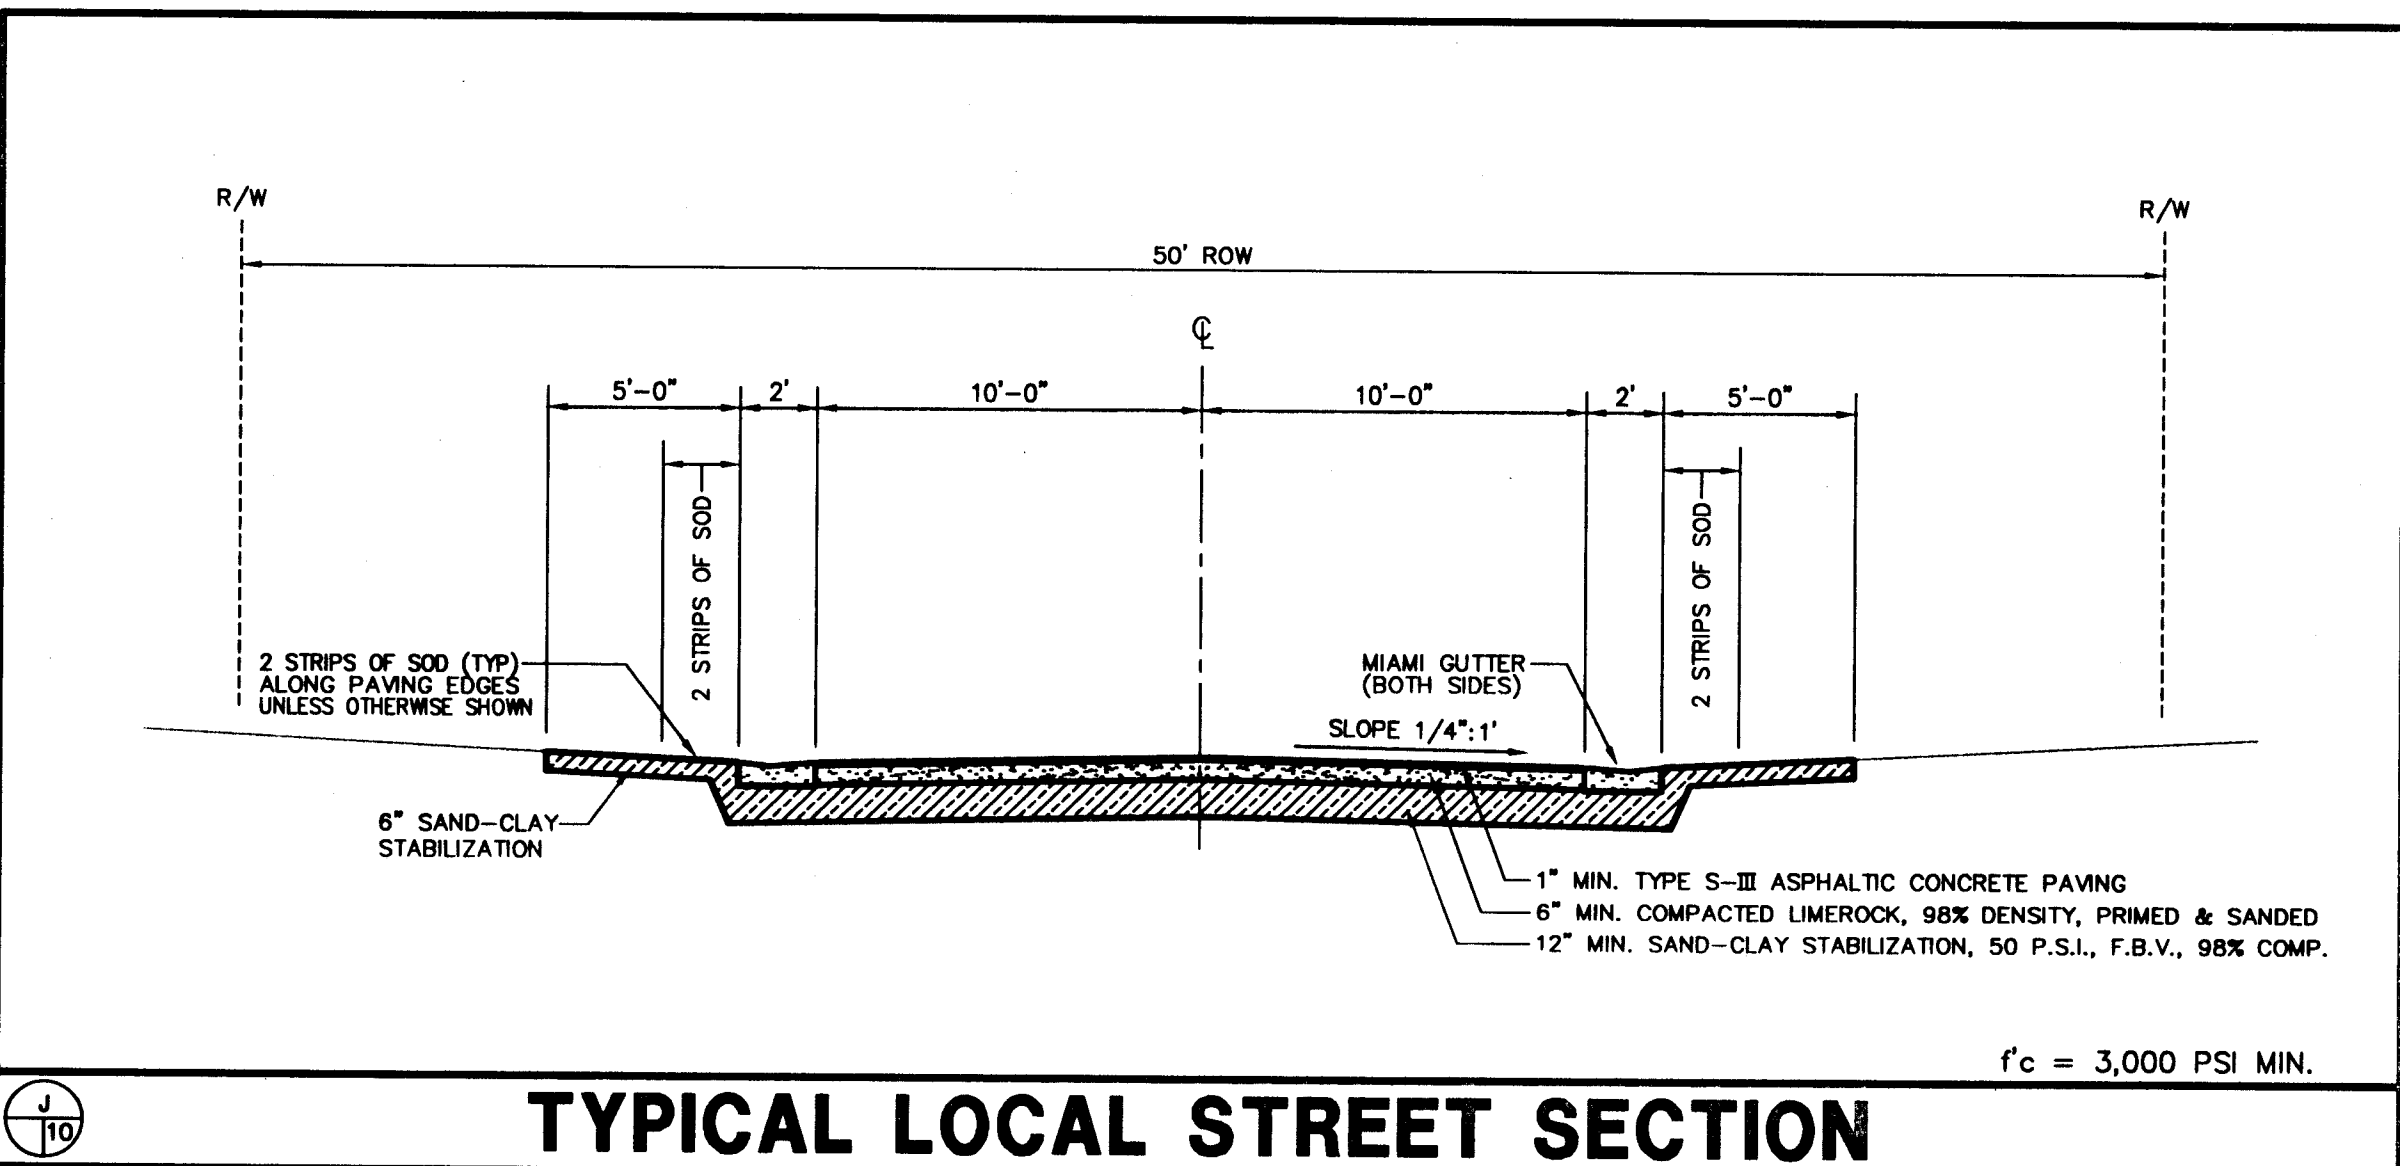 R/W
R/W
50' ROW
℄
5'-0"
2'
10'-0"
10'-0"
2'
5'-0"
2 STRIPS OF SOD
2 STRIPS OF SOD
2 STRIPS OF SOD (TYP)
ALONG PAVING EDGES
UNLESS OTHERWISE SHOWN
MIAMI GUTTER
(BOTH SIDES)
SLOPE 1/4":1'
6" SAND-CLAY
STABILIZATION
1" MIN. TYPE S-III ASPHALTIC CONCRETE PAVING
6" MIN. COMPACTED LIMEROCK, 98% DENSITY, PRIMED & SANDED
12" MIN. SAND-CLAY STABILIZATION, 50 P.S.I., F.B.V., 98% COMP.
f'c = 3,000 PSI MIN.
J
10
TYPICAL LOCAL STREET SECTION